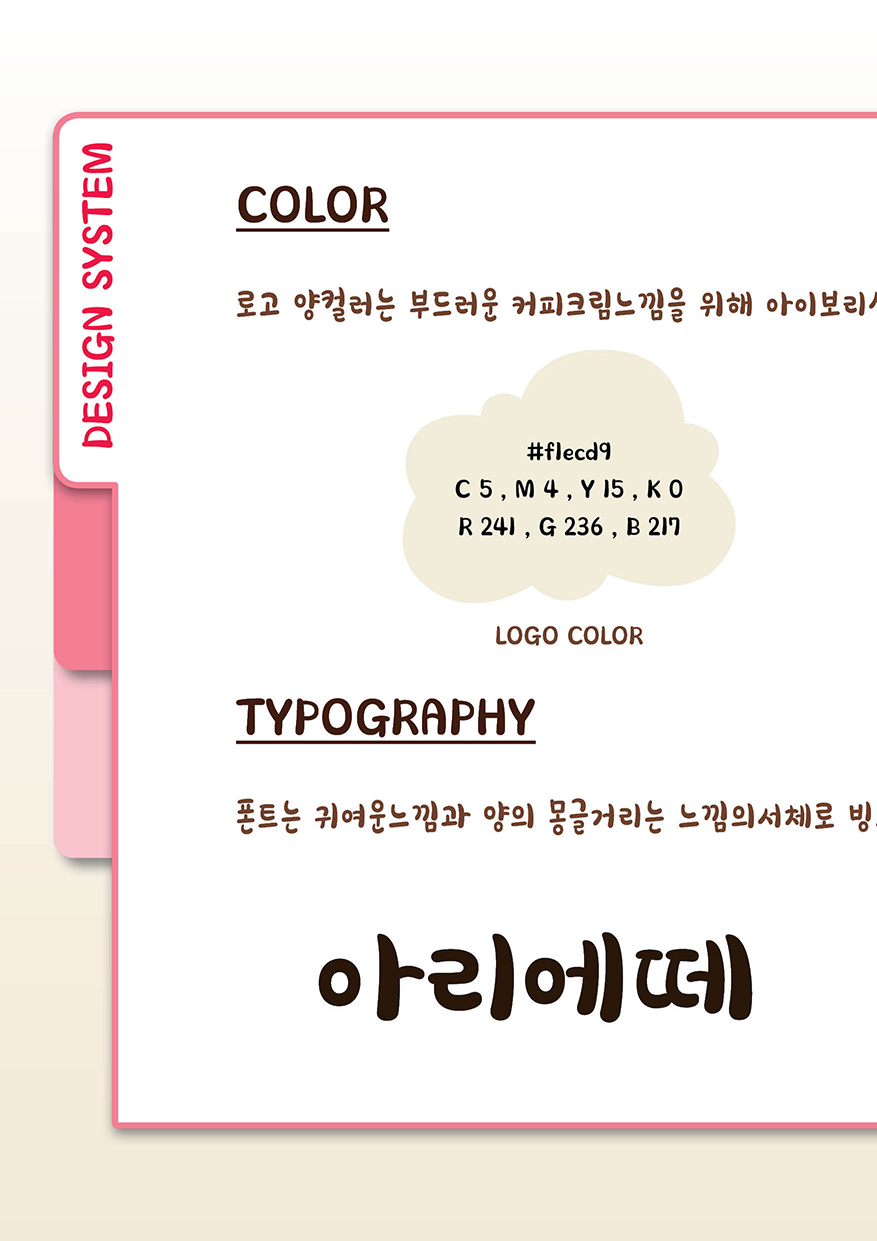 DESIGN SYSTEM
COLOR
로고 양컬러는 부드러운 커피크림느낌을 위해 아이보리
#f1ecd9
C 5 , M 4 , Y 15 , K 0
R 241 , G 236 , B 217
LOGO COLOR
TYPOGRAPHY
폰트는 귀여운느낌과 양의 몽글거리는 느낌의서체로 빙
아리에떼